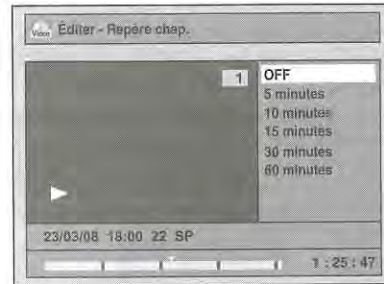 Video Éditer - Repère chap.
1
OFF
5 minutes
10 minutes
15 minutes
30 minutes
60 minutes
23/03/08 18:00 22 SP
1:25:47